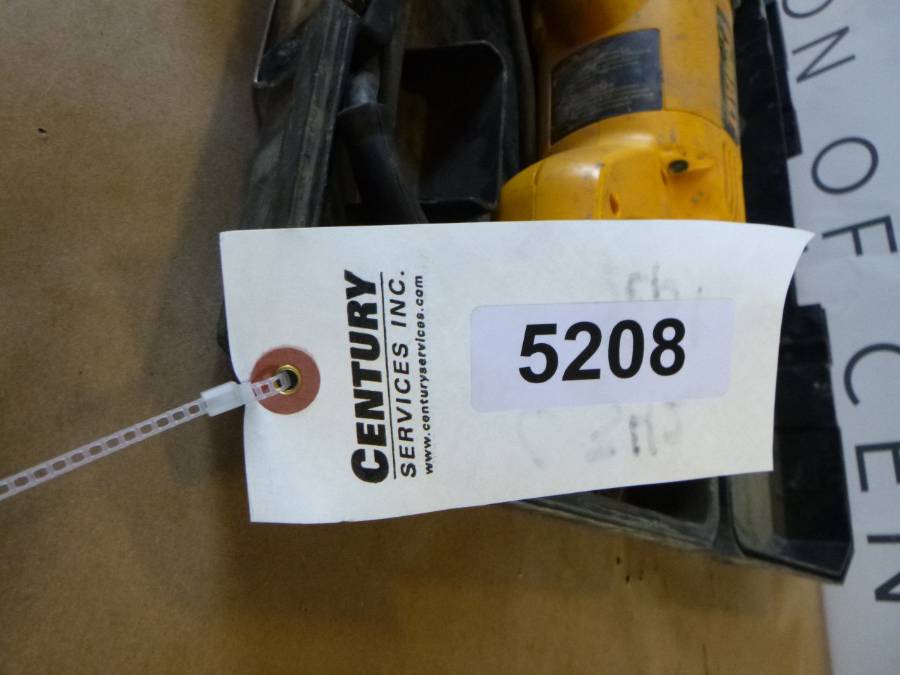 CENTURY
SERVICES INC.
www.centuryservices.com
5208
ON OF
CEN